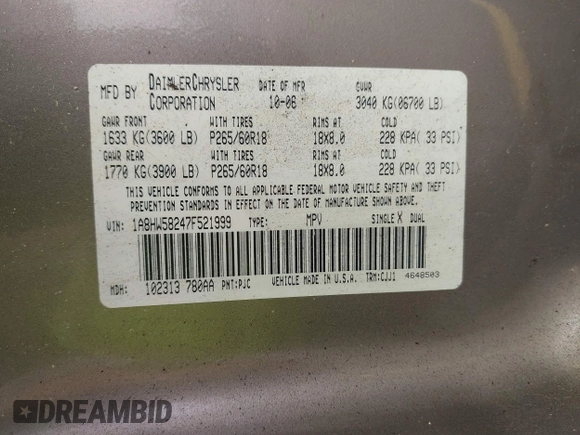 MFD BY DAIMLERCHRYSLER CORPORATION DATE OF MFR 10-06 GVWR 3040 KG(06700 LB)
GAWR FRONT WITH TIRES RIMS AT COLD
1633 KG(3600 LB) P265/60R18 18X8.0 228 KPA( 33 PSI)
GAWR REAR WITH TIRES RIMS AT COLD
1770 KG(3900 LB) P265/60R18 18X8.0 228 KPA( 33 PSI)
THIS VEHICLE CONFORMS TO ALL APPLICABLE FEDERAL MOTOR VEHICLE SAFETY AND THEFT
PREVENTION STANDARDS IN EFFECT ON THE DATE OF MANUFACTURE SHOWN ABOVE.
VIN: 1A8HW58247F521999 TYPE: MPV SINGLE X DUAL
MDH: 102313 780AA PNT:PJC VEHICLE MADE IN U.S.A. TRM:CJJ1 4648503
DREAMBID